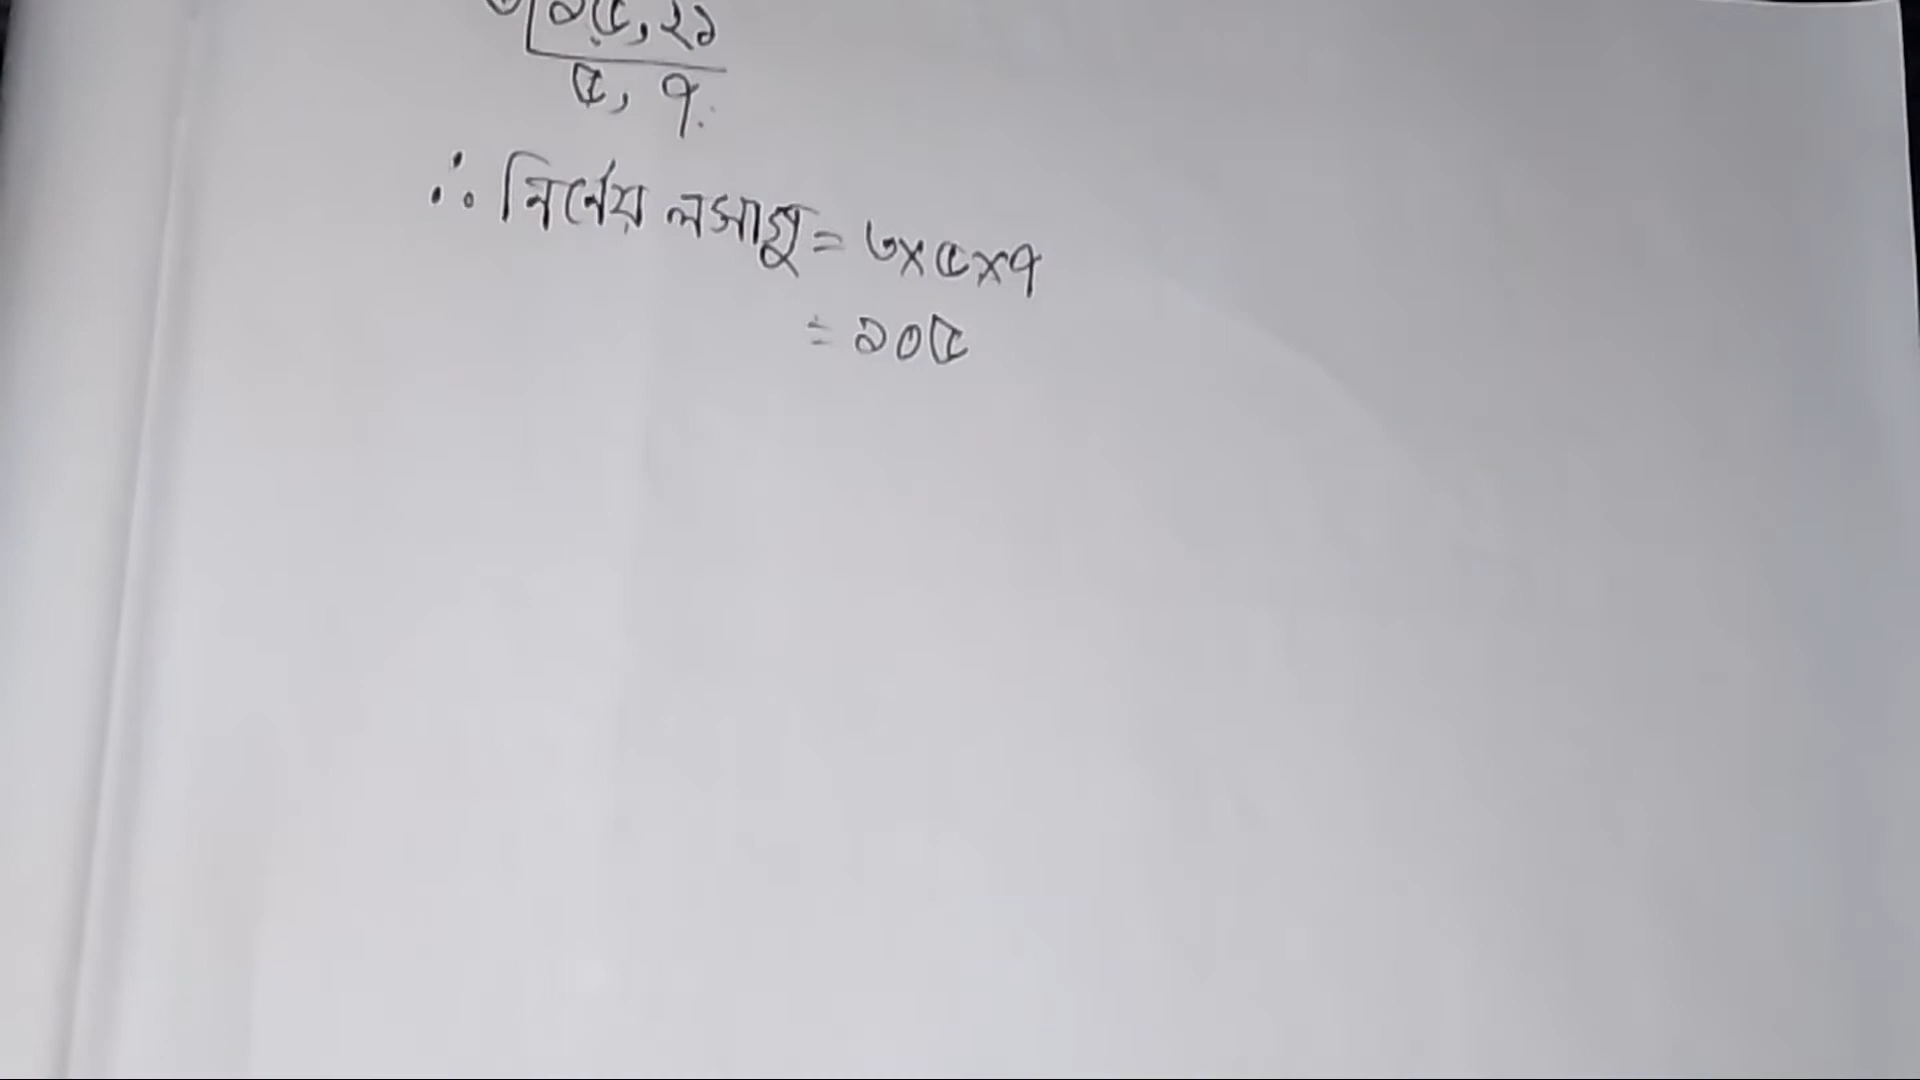 ৩ ১৫, ২১
৫, ৭.
∴ নির্নেয় লসাগু = ৩×৫×৭
= ১০৫